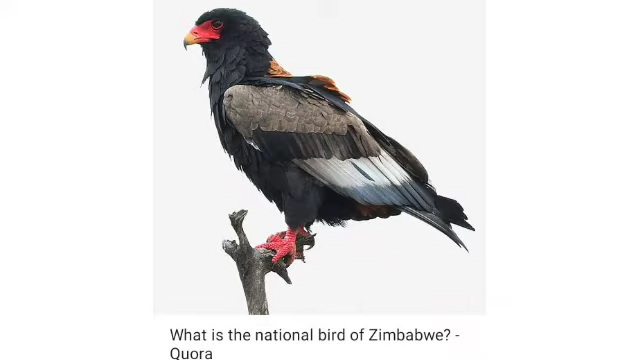 What is the national bird of Zimbabwe? -
Quora